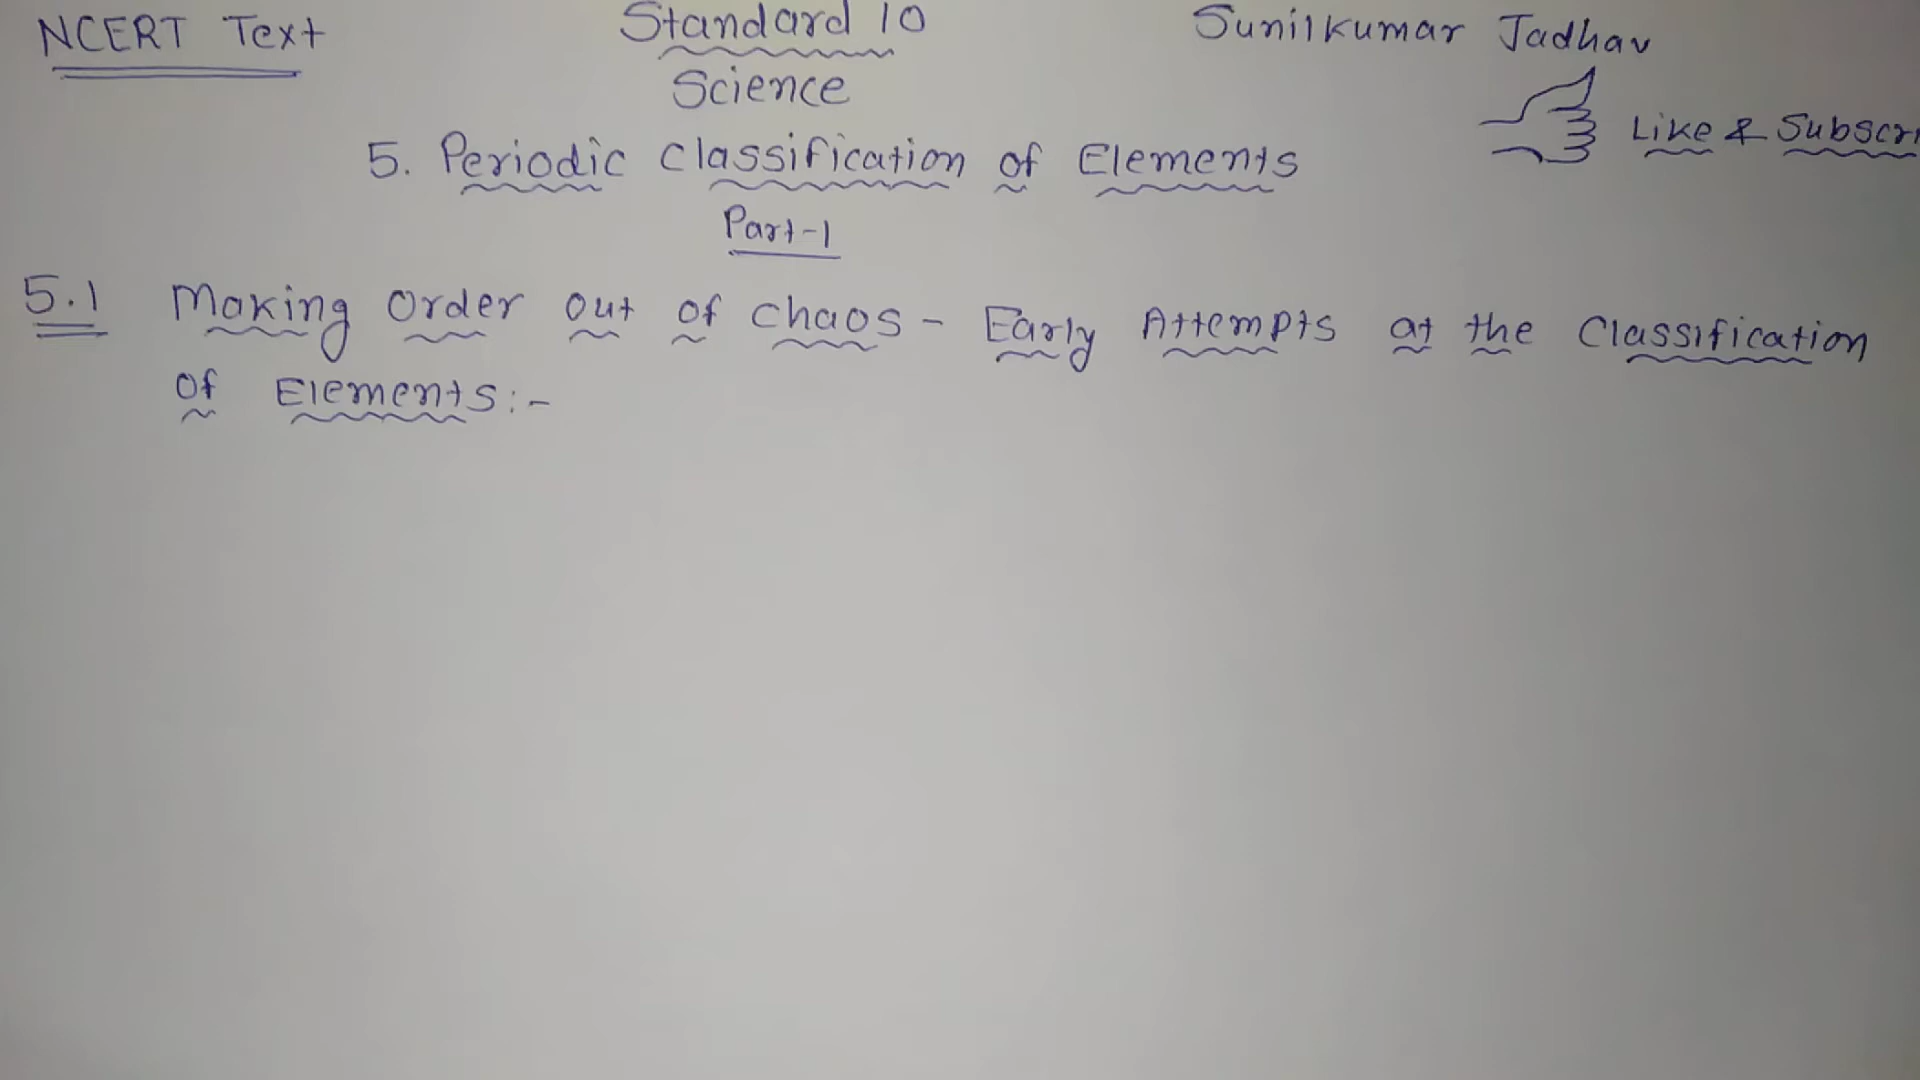 NCERT Text
Standard 10
Sunilkumar Jadhav
Science
Like & Subscri
5. Periodic Classification of Elements
Part-1
5.1 Making Order out of Chaos - Early Attempts at the Classification
of Elements:-